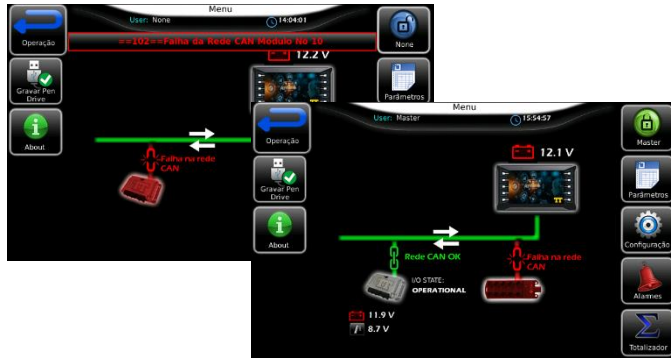 Menu
User: None
14:04:01
Operação
==102==Falha da Rede CAN Módulo Nó 10
None
12.2 V
Gravar Pen
Drive
Parâmetros
About
Falha na rede
CAN
Menu
User: Master
15:54:57
Operação
Master
12.1 V
Gravar Pen
Drive
Parâmetros
About
Rede CAN OK
Falha na rede
CAN
Configuração
I/O STATE:
OPERATIONAL
Alarmes
11.9 V
8.7 V
Totalizador